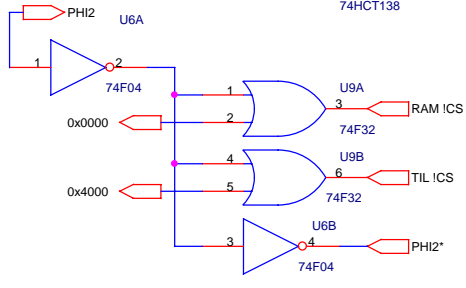 74HCT138
PHI2
U6A
1
2
74F04
1
U9A
3
RAM !CS
0x0000
2
74F32
4
U9B
6
TIL !CS
0x4000
5
74F32
U6B
3
4
PHI2*
74F04